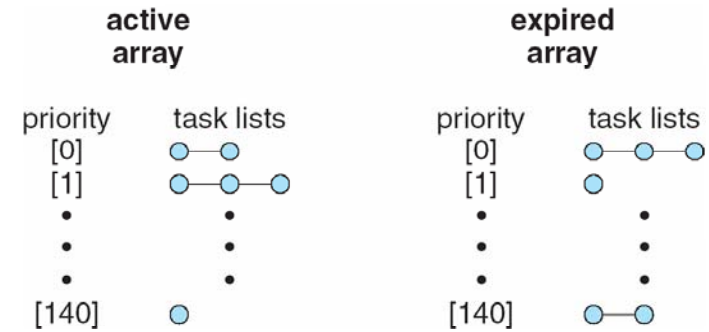 active
array
expired
array
priority task lists
priority task lists
[0]
[0]
[1]
[1]
[140]
[140]